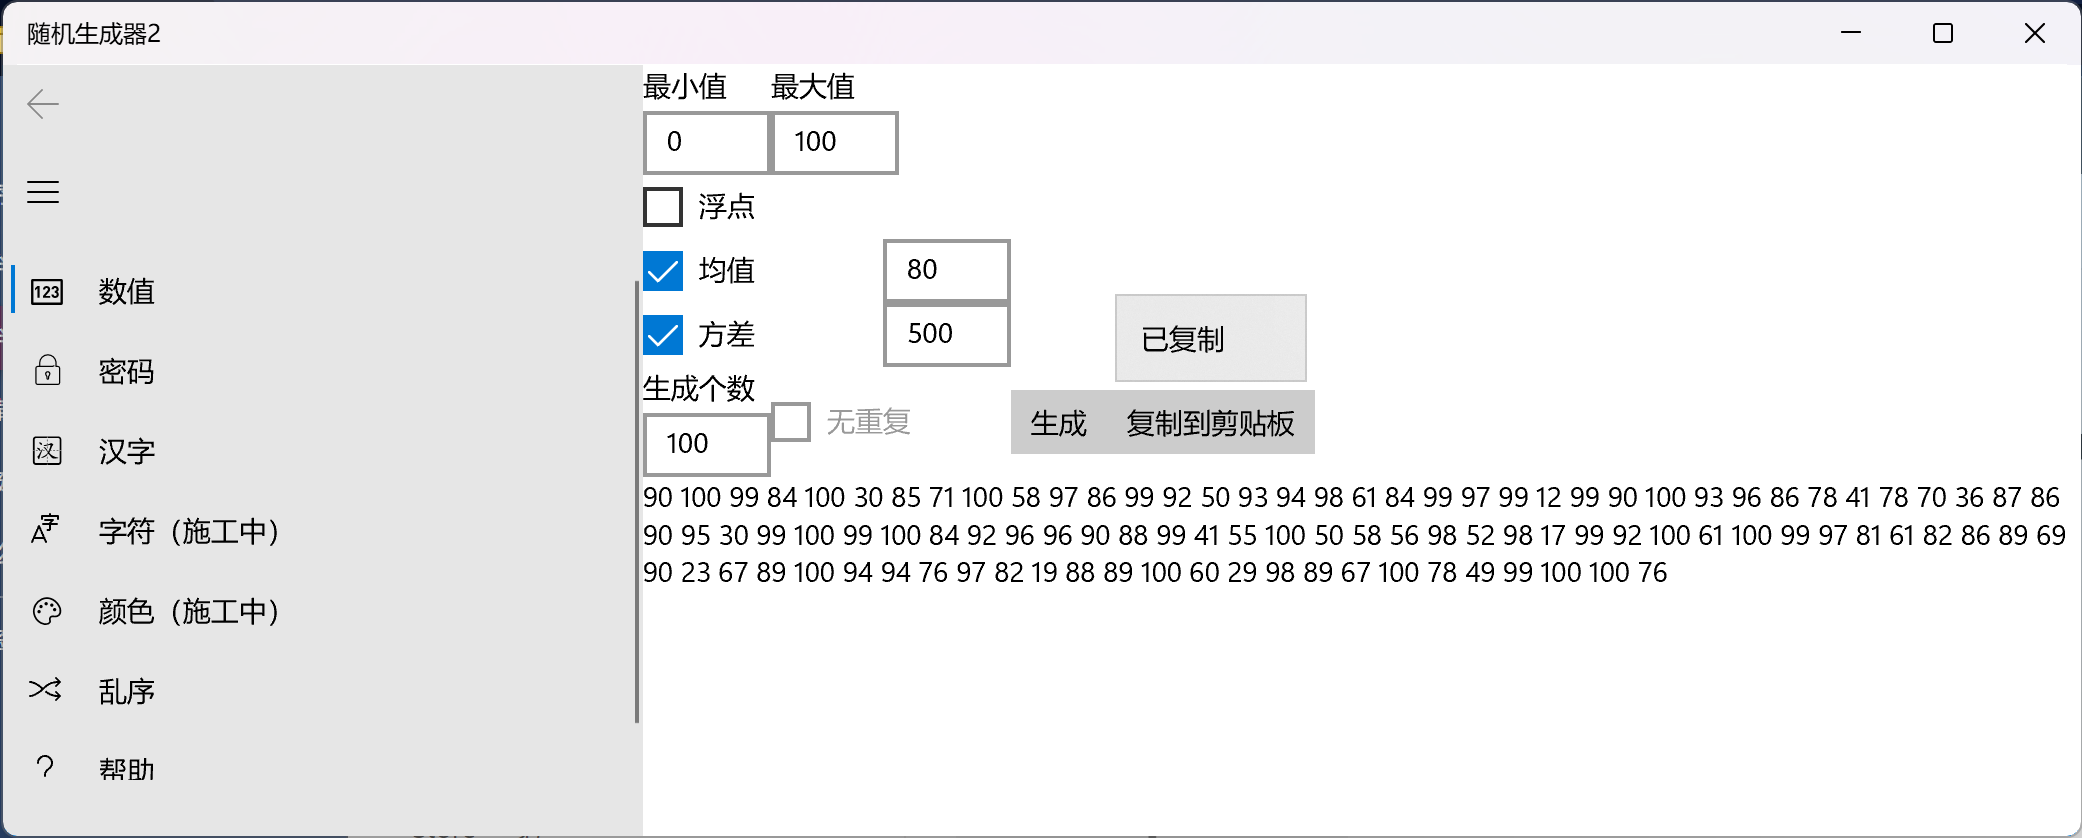 随机生成器2
最小值 最大值
0 100
浮点
均值 80
方差 500
已复制
生成个数
100 无重复 生成 复制到剪贴板
90 100 99 84 100 30 85 71 100 58 97 86 99 92 50 93 94 98 61 84 99 97 99 12 99 90 100 93 96 86 78 41 78 70 36 87 86
90 95 30 99 100 99 100 84 92 96 96 90 88 99 41 55 100 50 58 56 98 52 98 17 99 92 100 61 100 99 97 81 61 82 86 89 69
90 23 67 89 100 94 94 76 97 82 19 88 89 100 60 29 98 89 67 100 78 49 99 100 100 76
123 数值
密码
汉 汉字
A字 字符（施工中）
颜色（施工中）
乱序
? 帮助